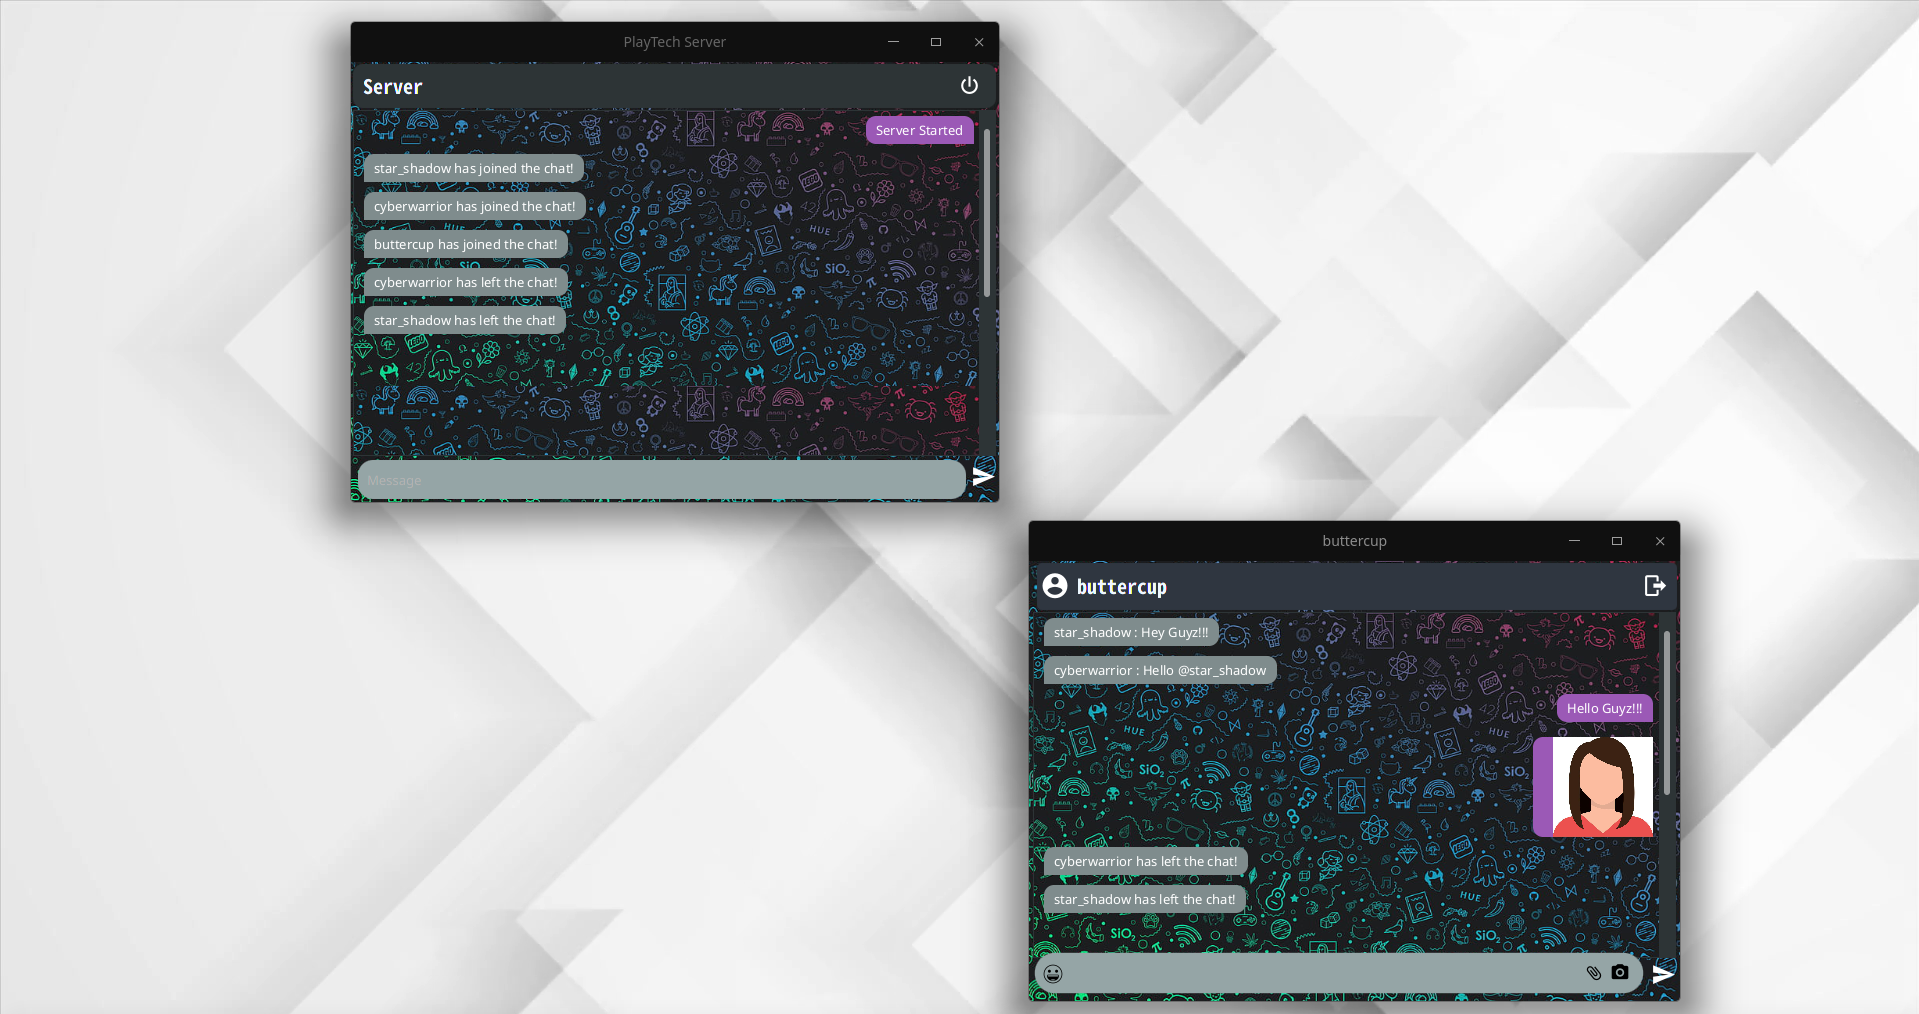 PlayTech Server
Server
Server Started
star_shadow has joined the chat!
cyberwarrior has joined the chat!
buttercup has joined the chat!
cyberwarrior has left the chat!
star_shadow has left the chat!
Message
buttercup
buttercup
star_shadow : Hey Guyz!!!
cyberwarrior : Hello @star_shadow
Hello Guyz!!!
cyberwarrior has left the chat!
star_shadow has left the chat!